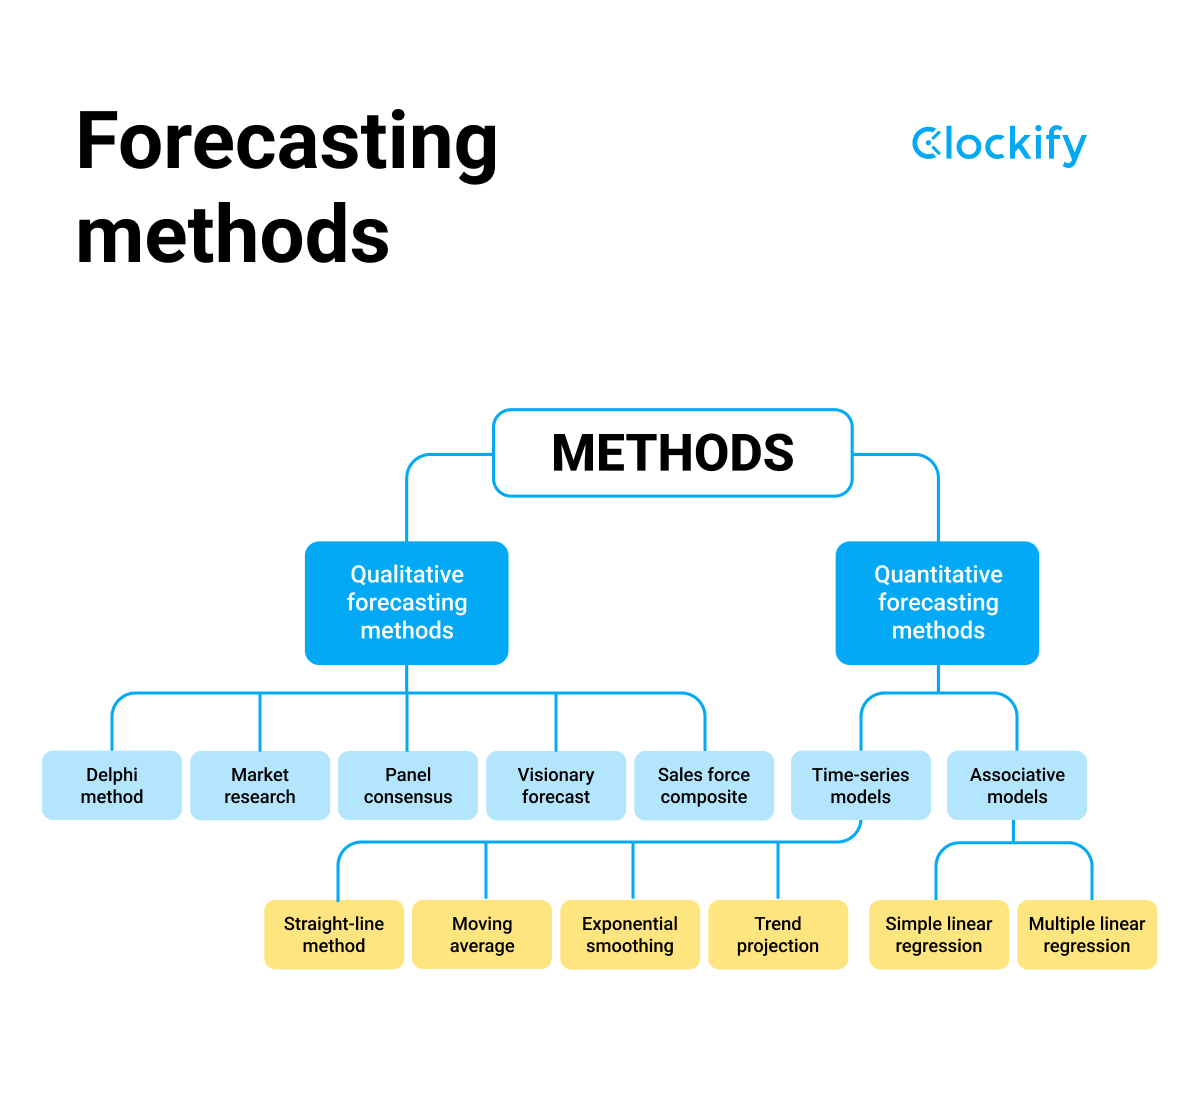 Forecasting
methods
Clockify
METHODS
Qualitative
forecasting
methods
Quantitative
forecasting
methods
Delphi
method
Market
research
Panel
consensus
Visionary
forecast
Sales force
composite
Time-series
models
Associative
models
Straight-line
method
Moving
average
Exponential
smoothing
Trend
projection
Simple linear
regression
Multiple linear
regression